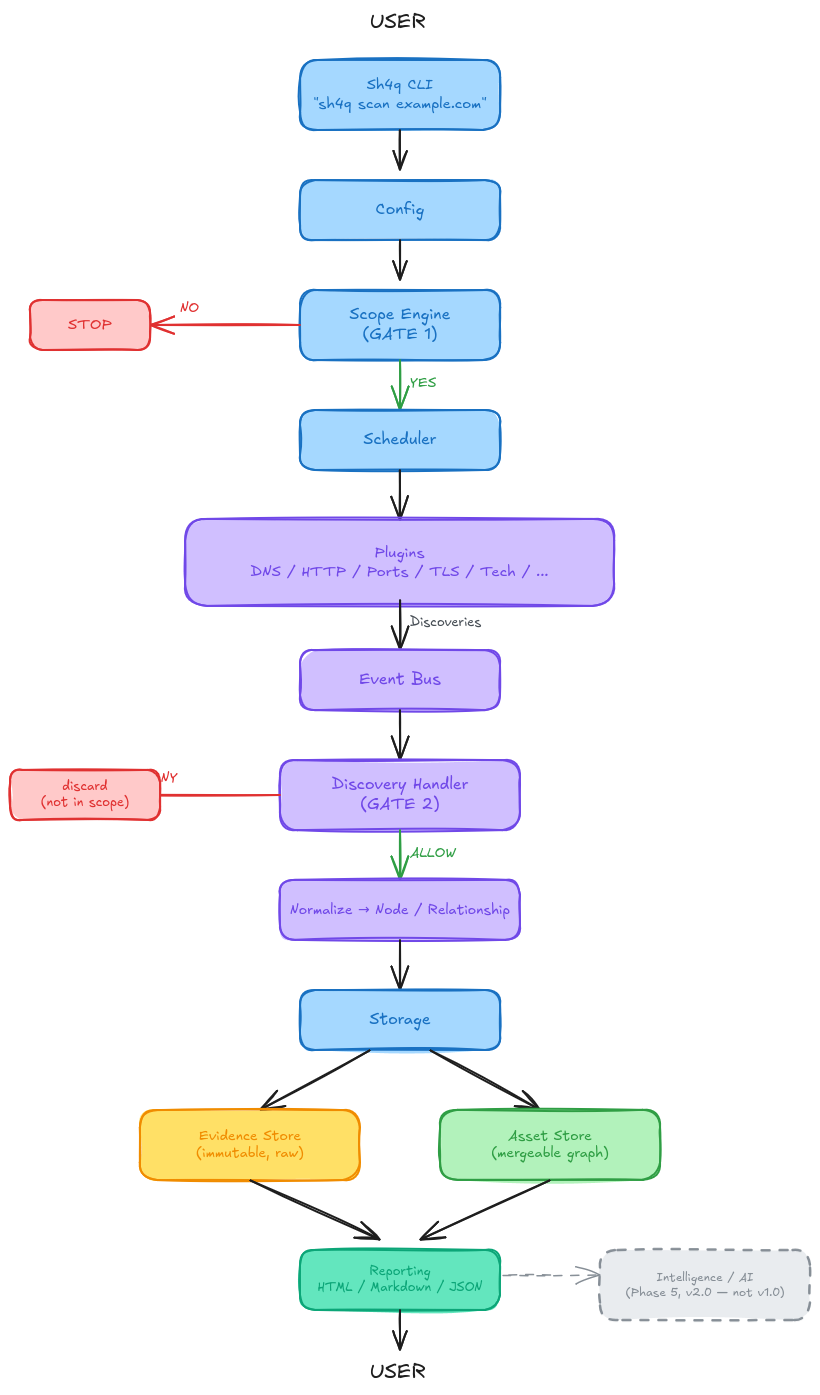 USER
Sh4q CLI
"sh4q scan example.com"
Config
Scope Engine
(GATE 1)
NO
STOP
YES
Scheduler
Plugins
DNS / HTTP / Ports / TLS / Tech / ...
Discoveries
Event Bus
Discovery Handler
(GATE 2)
NY
discard
(not in scope)
ALLOW
Normalize → Node / Relationship
Storage
Evidence Store
(immutable, raw)
Asset Store
(mergeable graph)
Reporting
HTML / Markdown / JSON
Intelligence / AI
(Phase 5, v2.0 — not v1.0)
USER